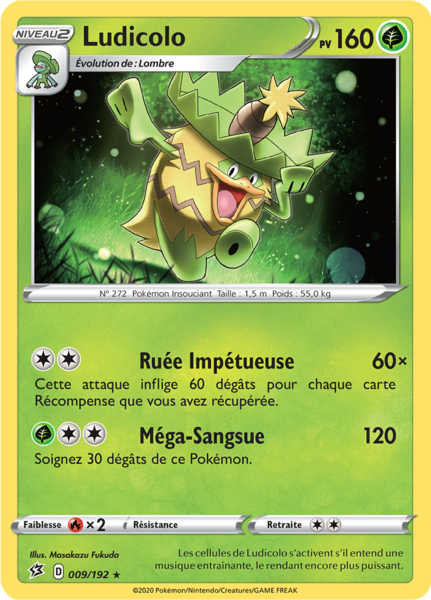 NIVEAU2
Ludicolo
PV 160
Évolution de : Lombre
N° 272 Pokémon Insouciant Taille : 1,5 m Poids : 55,0 kg
Ruée Impétueuse 60×
Cette attaque inflige 60 dégâts pour chaque carte
Récompense que vous avez récupérée.
Méga-Sangsue 120
Soignez 30 dégâts de ce Pokémon.
Faiblesse × 2 Résistance Retraite
Illus. Masakazu Fukuda
D 009/192 ★
Les cellules de Ludicolo s'activent s'il entend une
musique entraînante, le rendant encore plus puissant.
©2020 Pokémon/Nintendo/Creatures/GAME FREAK